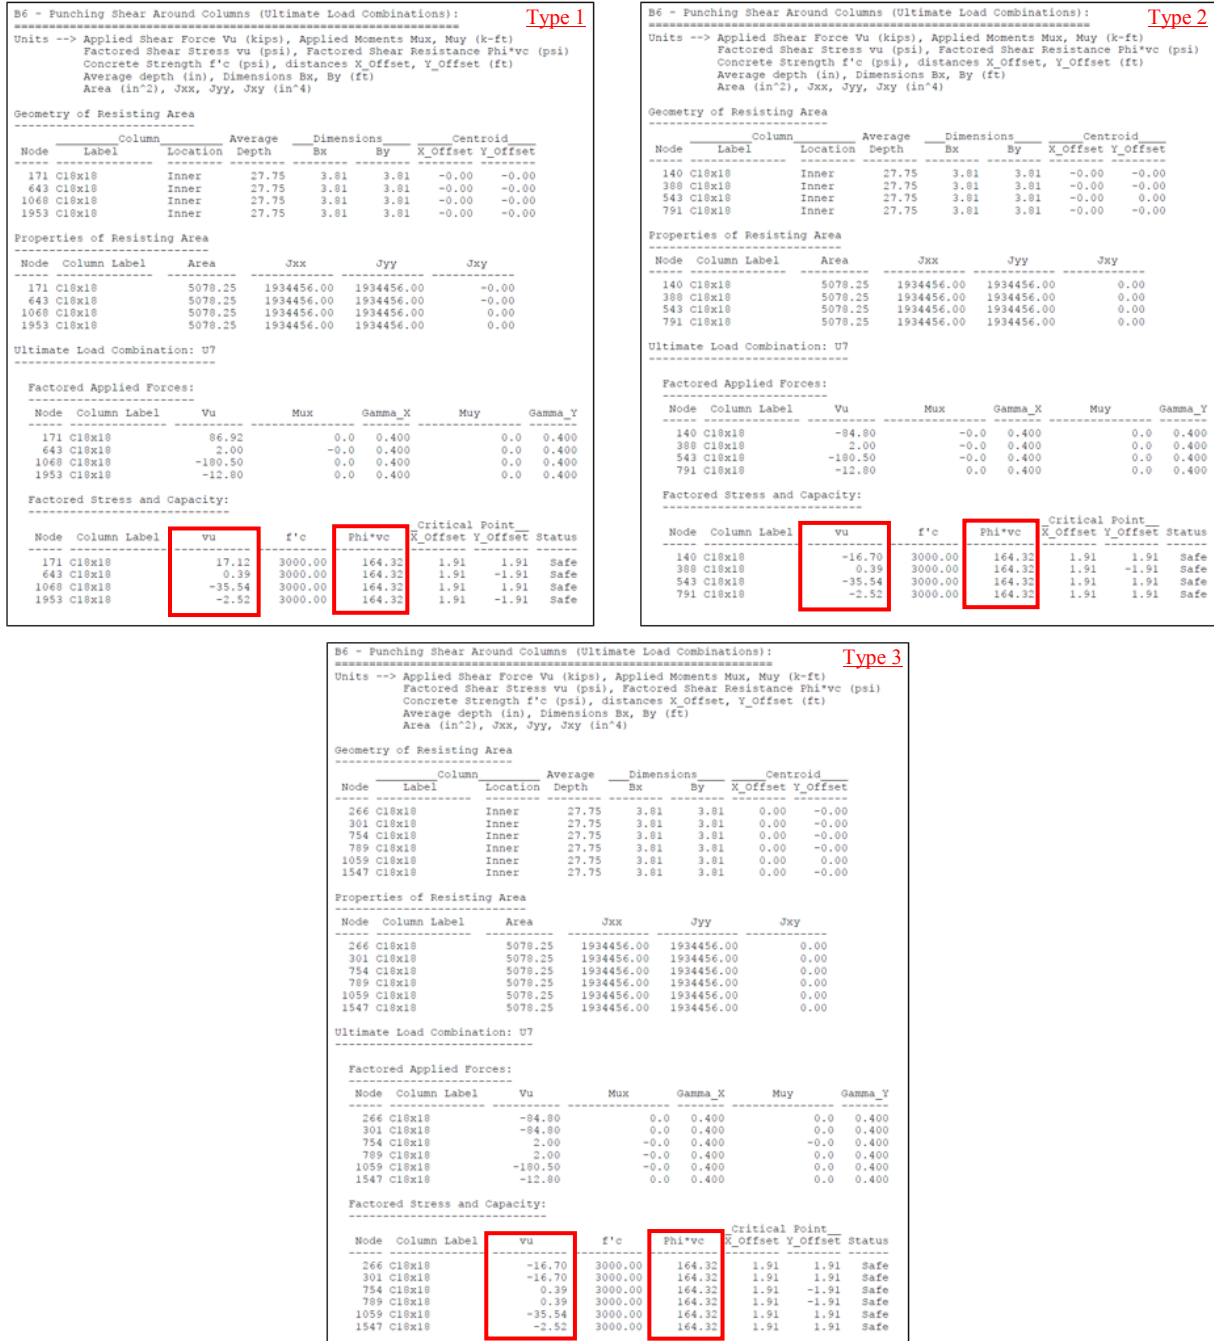 B6 - Punching Shear Around Columns (Ultimate Load Combinations):
Type 1
Units --> Applied Shear Force Vu (kips), Applied Moments Mux, Muy (k-ft)
Factored Shear Stress vu (psi), Factored Shear Resistance Phi*vc (psi)
Concrete Strength f'c (psi), distances X_Offset, Y_Offset (ft)
Average depth (in), Dimensions Bx, By (ft)
Area (in^2), Jxx, Jyy, Jxy (in^4)
Geometry of Resisting Area
Column Average Dimensions Centroid
Node Label Location Depth Bx By X_Offset Y_Offset
171 C18x18 Inner 27.75 3.81 3.81 -0.00 -0.00
643 C18x18 Inner 27.75 3.81 3.81 -0.00 -0.00
1068 C18x18 Inner 27.75 3.81 3.81 -0.00 -0.00
1953 C18x18 Inner 27.75 3.81 3.81 -0.00 -0.00
Properties of Resisting Area
Node Column Label Area Jxx Jyy Jxy
171 C18x18 5078.25 1934456.00 1934456.00 -0.00
643 C18x18 5078.25 1934456.00 1934456.00 -0.00
1068 C18x18 5078.25 1934456.00 1934456.00 0.00
1953 C18x18 5078.25 1934456.00 1934456.00 0.00
Ultimate Load Combination: U7
Factored Applied Forces:
Node Column Label Vu Mux Gamma_X Muy Gamma_Y
171 C18x18 86.92 0.0 0.400 0.0 0.400
643 C18x18 2.00 -0.0 0.400 0.0 0.400
1068 C18x18 -180.50 0.0 0.400 0.0 0.400
1953 C18x18 -12.80 0.0 0.400 0.0 0.400
Factored Stress and Capacity:
_Critical Point__
Node Column Label vu f'c Phi*vc X_Offset Y_Offset Status
171 C18x18 17.12 3000.00 164.32 1.91 1.91 Safe
643 C18x18 0.39 3000.00 164.32 1.91 -1.91 Safe
1068 C18x18 -35.54 3000.00 164.32 1.91 1.91 Safe
1953 C18x18 -2.52 3000.00 164.32 1.91 -1.91 Safe
B6 - Punching Shear Around Columns (Ultimate Load Combinations):
Type 2
Units --> Applied Shear Force Vu (kips), Applied Moments Mux, Muy (k-ft)
Factored Shear Stress vu (psi), Factored Shear Resistance Phi*vc (psi)
Concrete Strength f'c (psi), distances X_Offset, Y_Offset (ft)
Average depth (in), Dimensions Bx, By (ft)
Area (in^2), Jxx, Jyy, Jxy (in^4)
Geometry of Resisting Area
Column Average Dimensions Centroid
Node Label Location Depth Bx By X_Offset Y_Offset
140 C18x18 Inner 27.75 3.81 3.81 -0.00 -0.00
388 C18x18 Inner 27.75 3.81 3.81 -0.00 -0.00
543 C18x18 Inner 27.75 3.81 3.81 -0.00 0.00
791 C18x18 Inner 27.75 3.81 3.81 -0.00 -0.00
Properties of Resisting Area
Node Column Label Area Jxx Jyy Jxy
140 C18x18 5078.25 1934456.00 1934456.00 0.00
388 C18x18 5078.25 1934456.00 1934456.00 0.00
543 C18x18 5078.25 1934456.00 1934456.00 0.00
791 C18x18 5078.25 1934456.00 1934456.00 0.00
Ultimate Load Combination: U7
Factored Applied Forces:
Node Column Label Vu Mux Gamma_X Muy Gamma_Y
140 C18x18 -84.80 -0.0 0.400 0.0 0.400
388 C18x18 2.00 -0.0 0.400 0.0 0.400
543 C18x18 -180.50 -0.0 0.400 0.0 0.400
791 C18x18 -12.80 0.0 0.400 0.0 0.400
Factored Stress and Capacity:
_Critical Point__
Node Column Label vu f'c Phi*vc X_Offset Y_Offset Status
140 C18x18 -16.70 3000.00 164.32 1.91 1.91 Safe
388 C18x18 0.39 3000.00 164.32 1.91 -1.91 Safe
543 C18x18 -35.54 3000.00 164.32 1.91 1.91 Safe
791 C18x18 -2.52 3000.00 164.32 1.91 1.91 Safe
B6 - Punching Shear Around Columns (Ultimate Load Combinations):
Type 3
Units --> Applied Shear Force Vu (kips), Applied Moments Mux, Muy (k-ft)
Factored Shear Stress vu (psi), Factored Shear Resistance Phi*vc (psi)
Concrete Strength f'c (psi), distances X_Offset, Y_Offset (ft)
Average depth (in), Dimensions Bx, By (ft)
Area (in^2), Jxx, Jyy, Jxy (in^4)
Geometry of Resisting Area
Column Average Dimensions Centroid
Node Label Location Depth Bx By X_Offset Y_Offset
266 C18x18 Inner 27.75 3.81 3.81 0.00 -0.00
301 C18x18 Inner 27.75 3.81 3.81 0.00 -0.00
754 C18x18 Inner 27.75 3.81 3.81 0.00 -0.00
789 C18x18 Inner 27.75 3.81 3.81 0.00 -0.00
1059 C18x18 Inner 27.75 3.81 3.81 0.00 0.00
1547 C18x18 Inner 27.75 3.81 3.81 0.00 -0.00
Properties of Resisting Area
Node Column Label Area Jxx Jyy Jxy
266 C18x18 5078.25 1934456.00 1934456.00 0.00
301 C18x18 5078.25 1934456.00 1934456.00 0.00
754 C18x18 5078.25 1934456.00 1934456.00 0.00
789 C18x18 5078.25 1934456.00 1934456.00 0.00
1059 C18x18 5078.25 1934456.00 1934456.00 0.00
1547 C18x18 5078.25 1934456.00 1934456.00 0.00
Ultimate Load Combination: U7
Factored Applied Forces:
Node Column Label Vu Mux Gamma_X Muy Gamma_Y
266 C18x18 -84.80 0.0 0.400 0.0 0.400
301 C18x18 -84.80 0.0 0.400 0.0 0.400
754 C18x18 2.00 -0.0 0.400 -0.0 0.400
789 C18x18 2.00 -0.0 0.400 0.0 0.400
1059 C18x18 -180.50 -0.0 0.400 0.0 0.400
1547 C18x18 -12.80 0.0 0.400 0.0 0.400
Factored Stress and Capacity:
_Critical Point__
Node Column Label vu f'c Phi*vc X_Offset Y_Offset Status
266 C18x18 -16.70 3000.00 164.32 1.91 1.91 Safe
301 C18x18 -16.70 3000.00 164.32 1.91 1.91 Safe
754 C18x18 0.39 3000.00 164.32 1.91 -1.91 Safe
789 C18x18 0.39 3000.00 164.32 1.91 -1.91 Safe
1059 C18x18 -35.54 3000.00 164.32 1.91 1.91 Safe
1547 C18x18 -2.52 3000.00 164.32 1.91 1.91 Safe